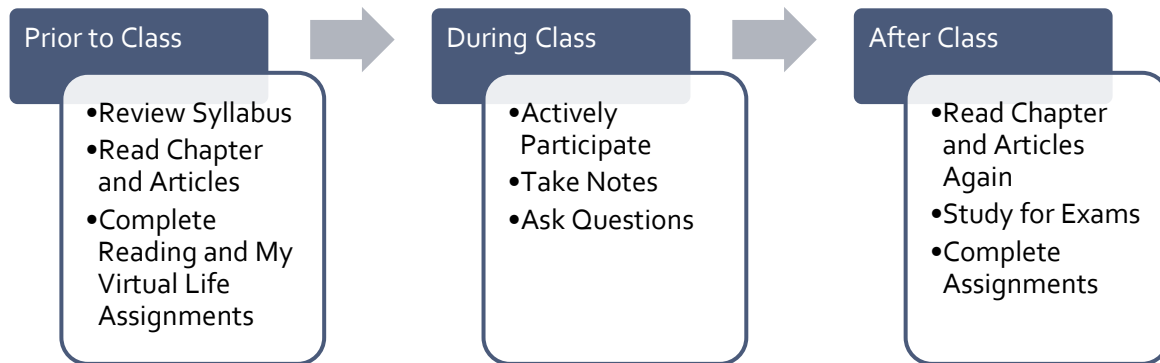 Prior to Class
•Review Syllabus
•Read Chapter
and Articles
•Complete
Reading and My
Virtual Life
Assignments
During Class
•Actively
Participate
•Take Notes
•Ask Questions
After Class
•Read Chapter
and Articles
Again
•Study for Exams
•Complete
Assignments